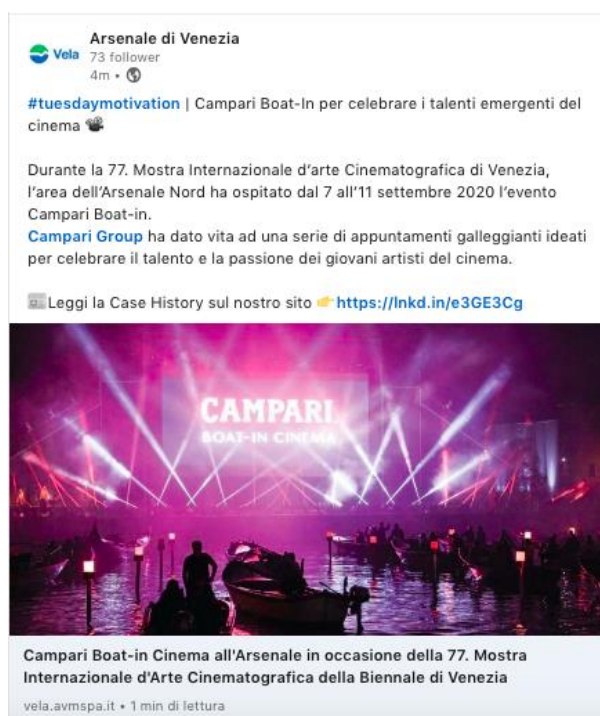 Arsenale di Venezia
Vela
73 follower
4m •
#tuesdaymotivation | Campari Boat-In per celebrare i talenti emergenti del
cinema
Durante la 77. Mostra Internazionale d'arte Cinematografica di Venezia,
l'area dell'Arsenale Nord ha ospitato dal 7 all'11 settembre 2020 l'evento
Campari Boat-in.
Campari Group ha dato vita ad una serie di appuntamenti galleggianti ideati
per celebrare il talento e la passione dei giovani artisti del cinema.
Leggi la Case History sul nostro sito 👉 https://lnkd.in/e3GE3Cg
CAMPARI
BOAT-IN CINEMA
Campari Boat-in Cinema all'Arsenale in occasione della 77. Mostra
Internazionale d'Arte Cinematografica della Biennale di Venezia
vela.avmspa.it • 1 min di lettura